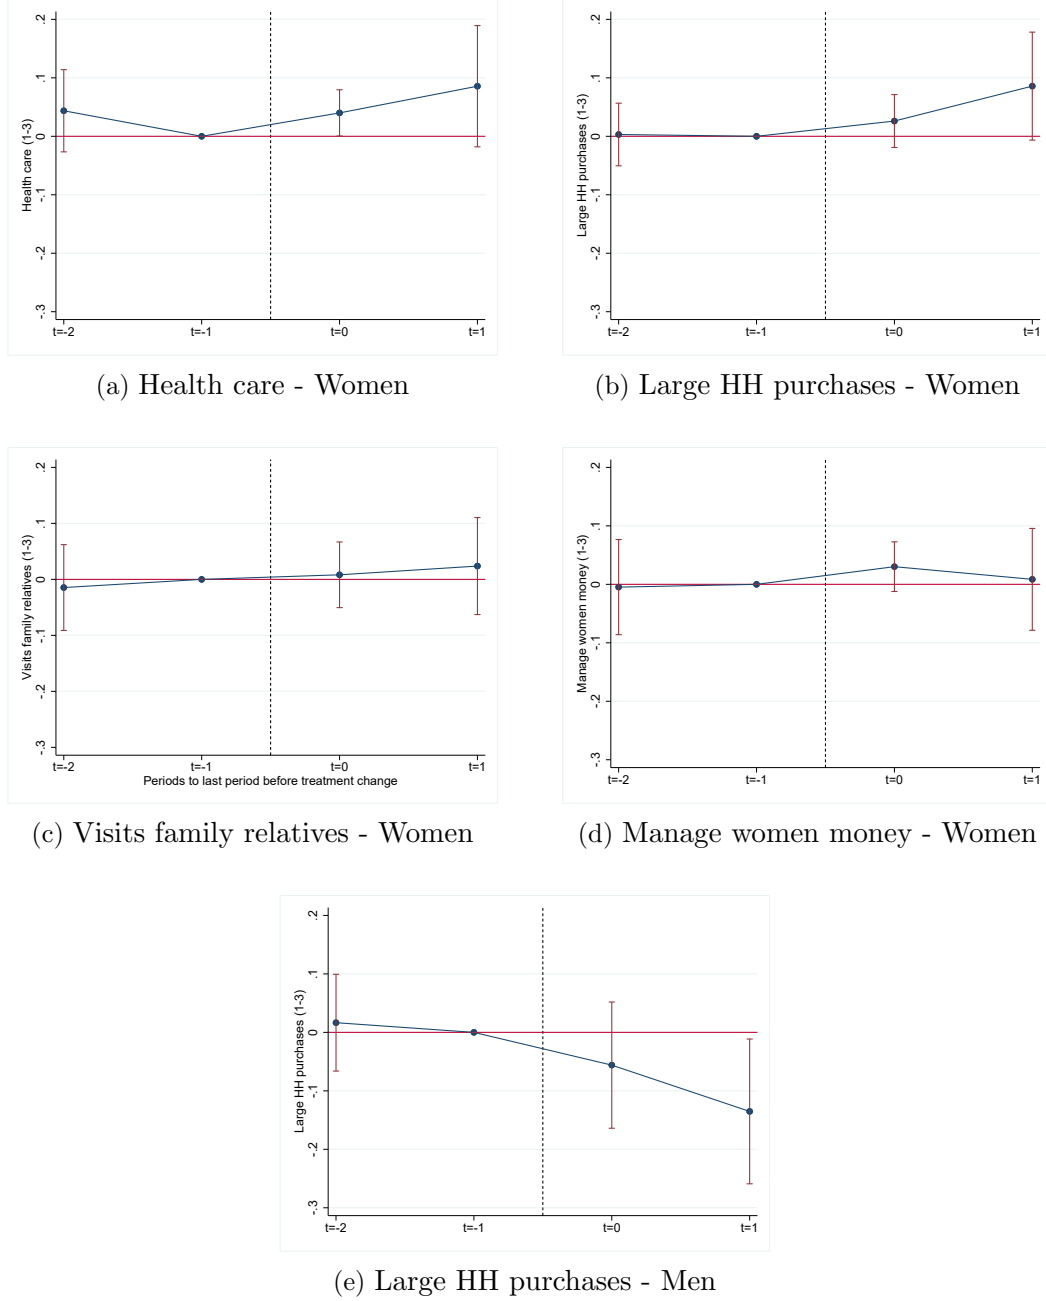 .2
.1
0
-.1
-.2
-.3
Health care (1-3)
t=-2 t=-1 t=0 t=1
(a) Health care - Women
.2
.1
0
-.1
-.2
-.3
Large HH purchases (1-3)
t=-2 t=-1 t=0 t=1
(b) Large HH purchases - Women
.2
.1
0
-.1
-.2
-.3
Visits family relatives (1-3)
t=-2 t=-1 t=0 t=1
Periods to last period before treatment change
(c) Visits family relatives - Women
.2
.1
0
-.1
-.2
-.3
Manage women money (1-3)
t=-2 t=-1 t=0 t=1
(d) Manage women money - Women
.2
.1
0
-.1
-.2
-.3
Large HH purchases (1-3)
t=-2 t=-1 t=0 t=1
(e) Large HH purchases - Men